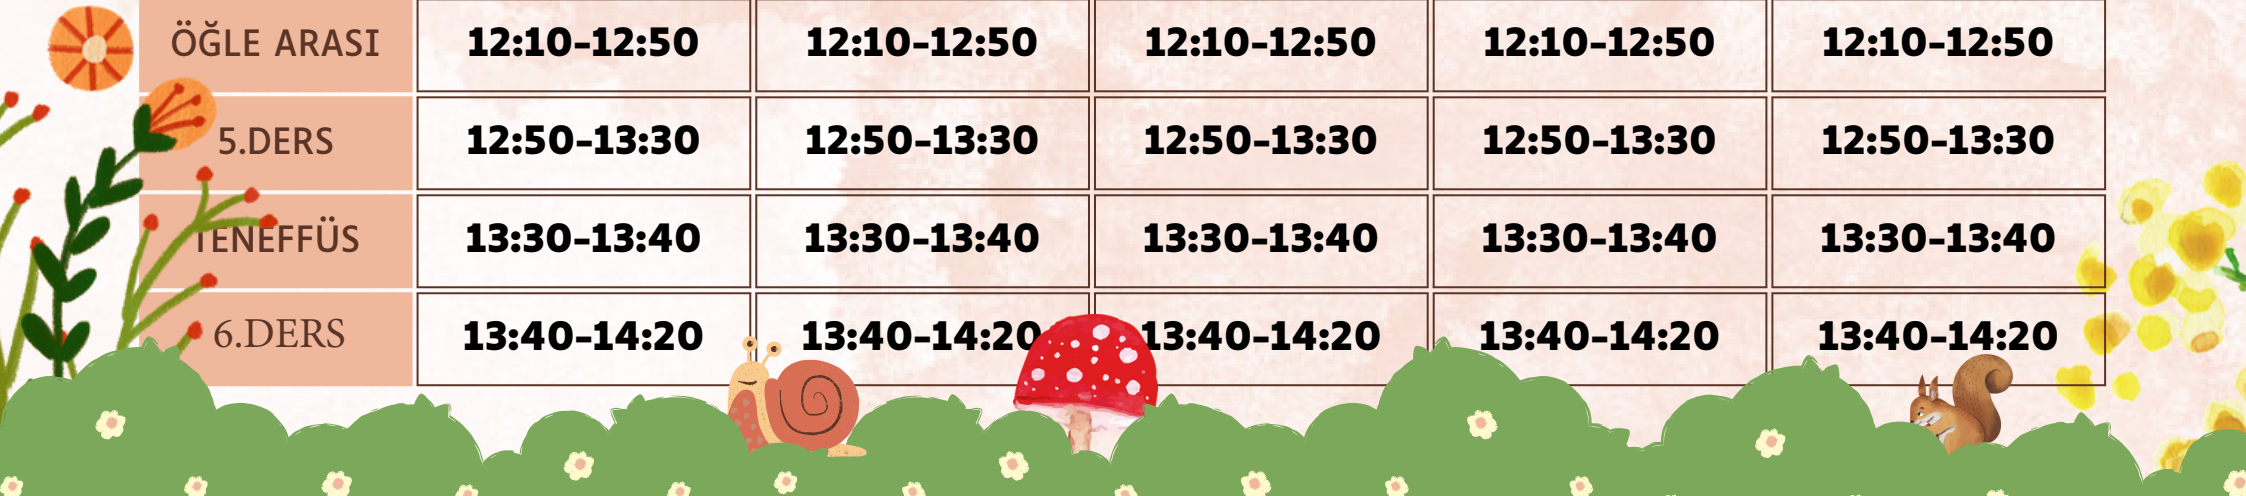 ÖĞLE ARASI 12:10-12:50 12:10-12:50 12:10-12:50 12:10-12:50 12:10-12:50
5.DERS 12:50-13:30 12:50-13:30 12:50-13:30 12:50-13:30 12:50-13:30
TENEFFÜS 13:30-13:40 13:30-13:40 13:30-13:40 13:30-13:40 13:30-13:40
6.DERS 13:40-14:20 13:40-14:20 13:40-14:20 13:40-14:20 13:40-14:20